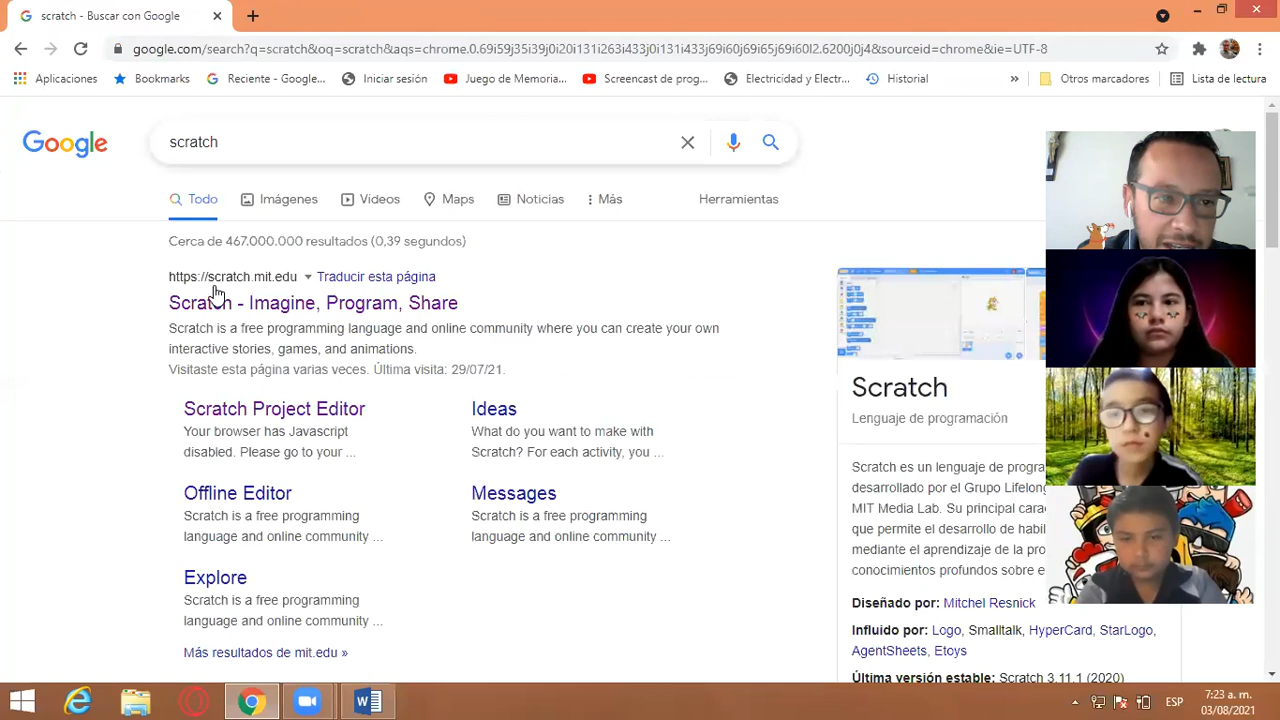 scratch - Buscar con Google
google.com/search?q=scratch&oq=scratch&aqs=chrome.0.69i59j35i39j0i20i131i263i433j0i131i433j69i60j69i65j69i60l2.6200j0j4&sourceid=chrome&ie=UTF-8
Aplicaciones Bookmarks Reciente - Google... Iniciar sesión Juego de Memoria... Screencast de prog... Electricidad y Electr... Historial » Otros marcadores Lista de lectura
Google
scratch
Todo Imágenes Videos Maps Noticias Más Herramientas
Cerca de 467.000.000 resultados (0,39 segundos)
https://scratch.mit.edu Traducir esta página
Scratch - Imagine, Program, Share
Scratch is a free programming language and online community where you can create your own
interactive stories, games, and animations.
Visitaste esta página varias veces. Última visita: 29/07/21.
Scratch Project Editor
Your browser has Javascript
disabled. Please go to your ...
Ideas
What do you want to make with
Scratch? For each activity, you ...
Offline Editor
Scratch is a free programming
language and online community ...
Messages
Scratch is a free programming
language and online community ...
Explore
Scratch is a free programming
language and online community ...
Más resultados de mit.edu »
Scratch
Lenguaje de programación
Scratch es un lenguaje de progra
desarrollado por el Grupo Lifelon
MIT Media Lab. Su principal cara
que permite el desarrollo de habil
mediante el aprendizaje de la pro
conocimientos profundos sobre e
Diseñado por: Mitchel Resnick
Influido por: Logo, Smalltalk, HyperCard, StarLogo,
AgentSheets, Etoys
Última versión estable: Scratch 3.11.1 (2020)
ESP
7:23 a. m.
03/08/2021